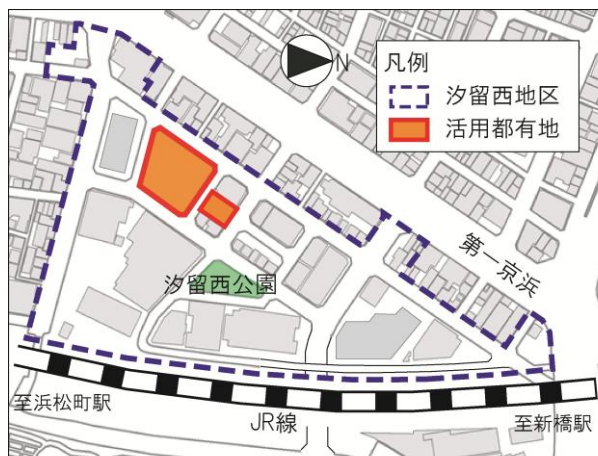 N
凡例
汐留西地区
活用都有地
第一京浜
汐留西公園
至浜松町駅
JR線
至新橋駅